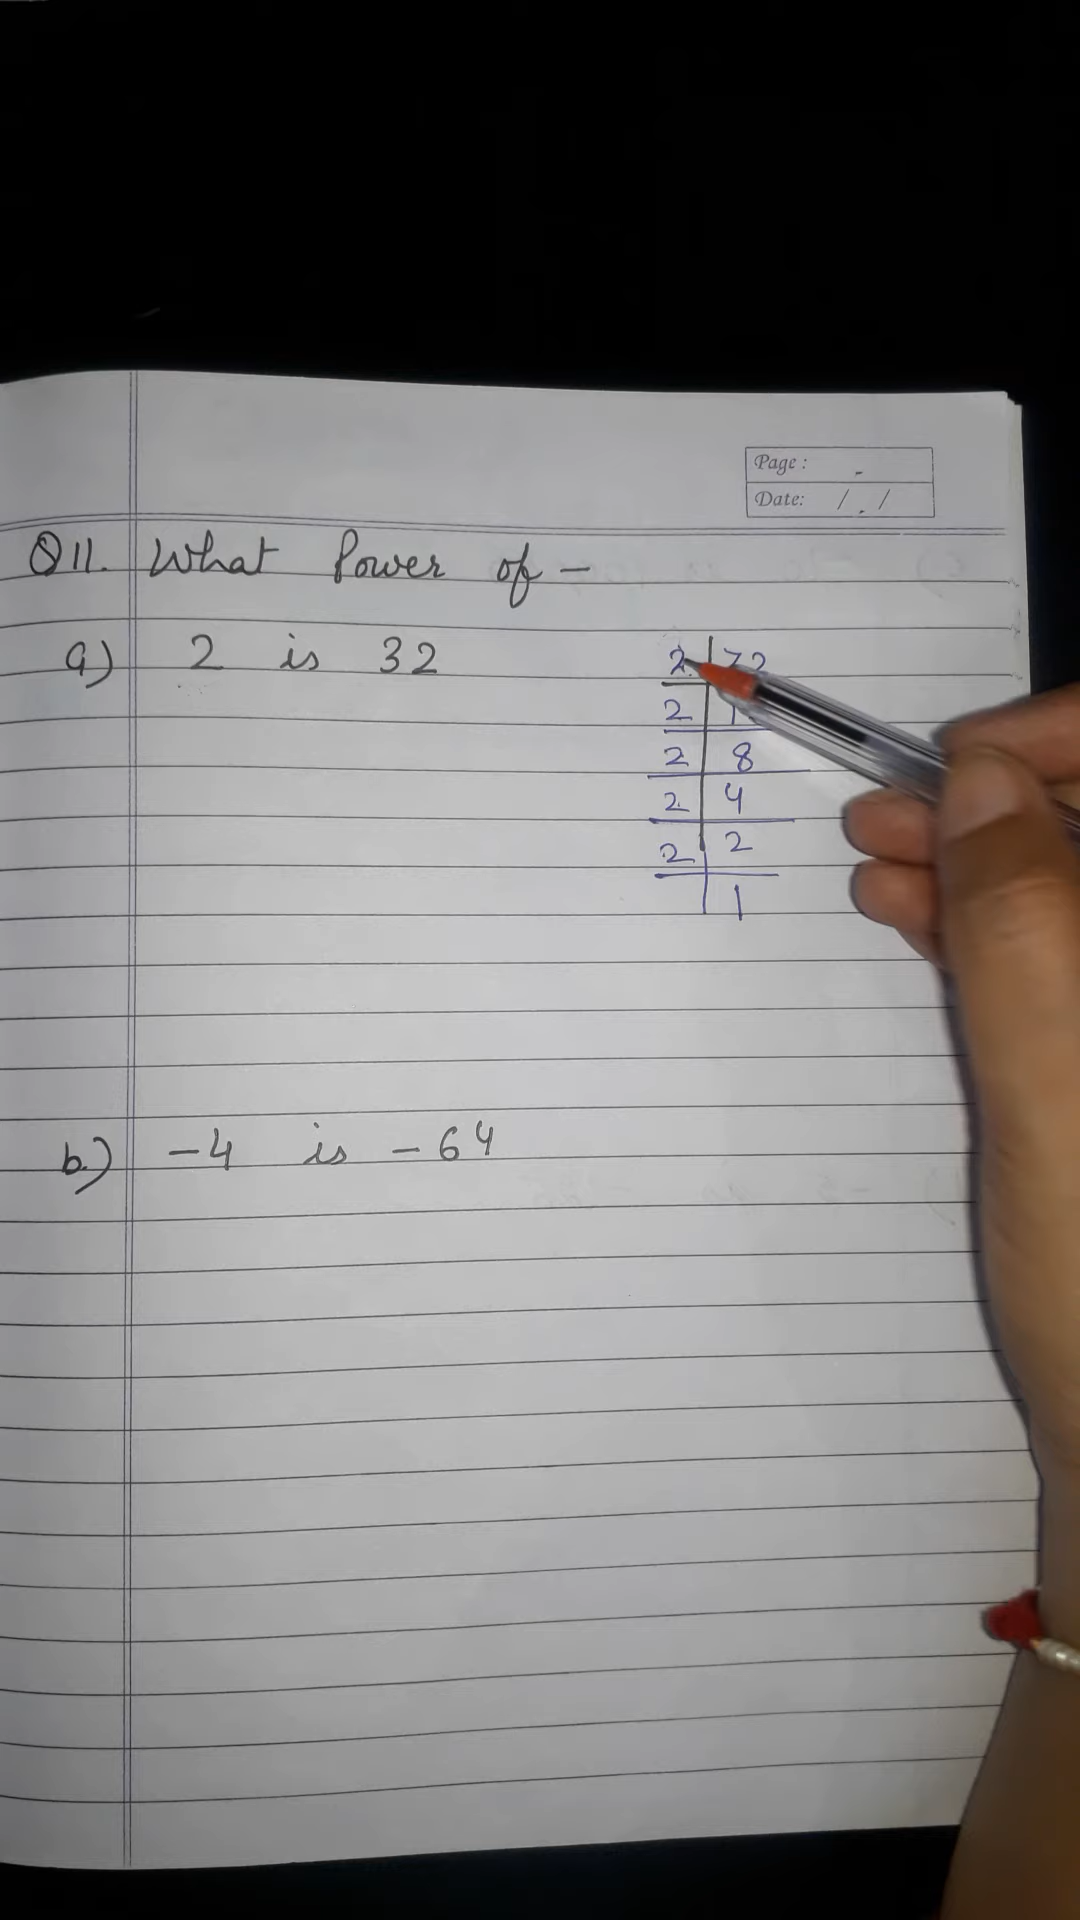 Page :
Date: / /
Q11. What Power of -
a) 2 is 32
2 | 32
2 |
2 | 8
2 | 4
2 | 2
| 1
b.) -4 is -64